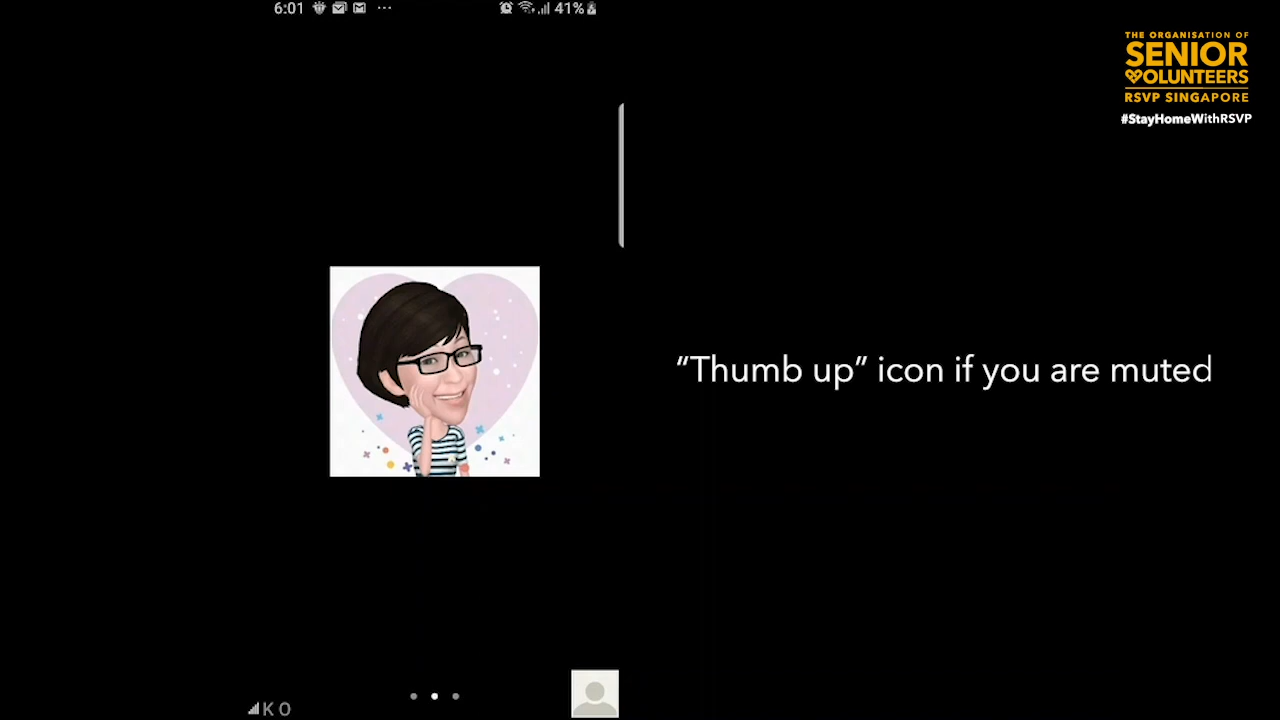 6:01
41%
THE ORGANISATION OF
SENIOR
VOLUNTEERS
RSVP SINGAPORE
#StayHomeWithRSVP
“Thumb up” icon if you are muted
K O